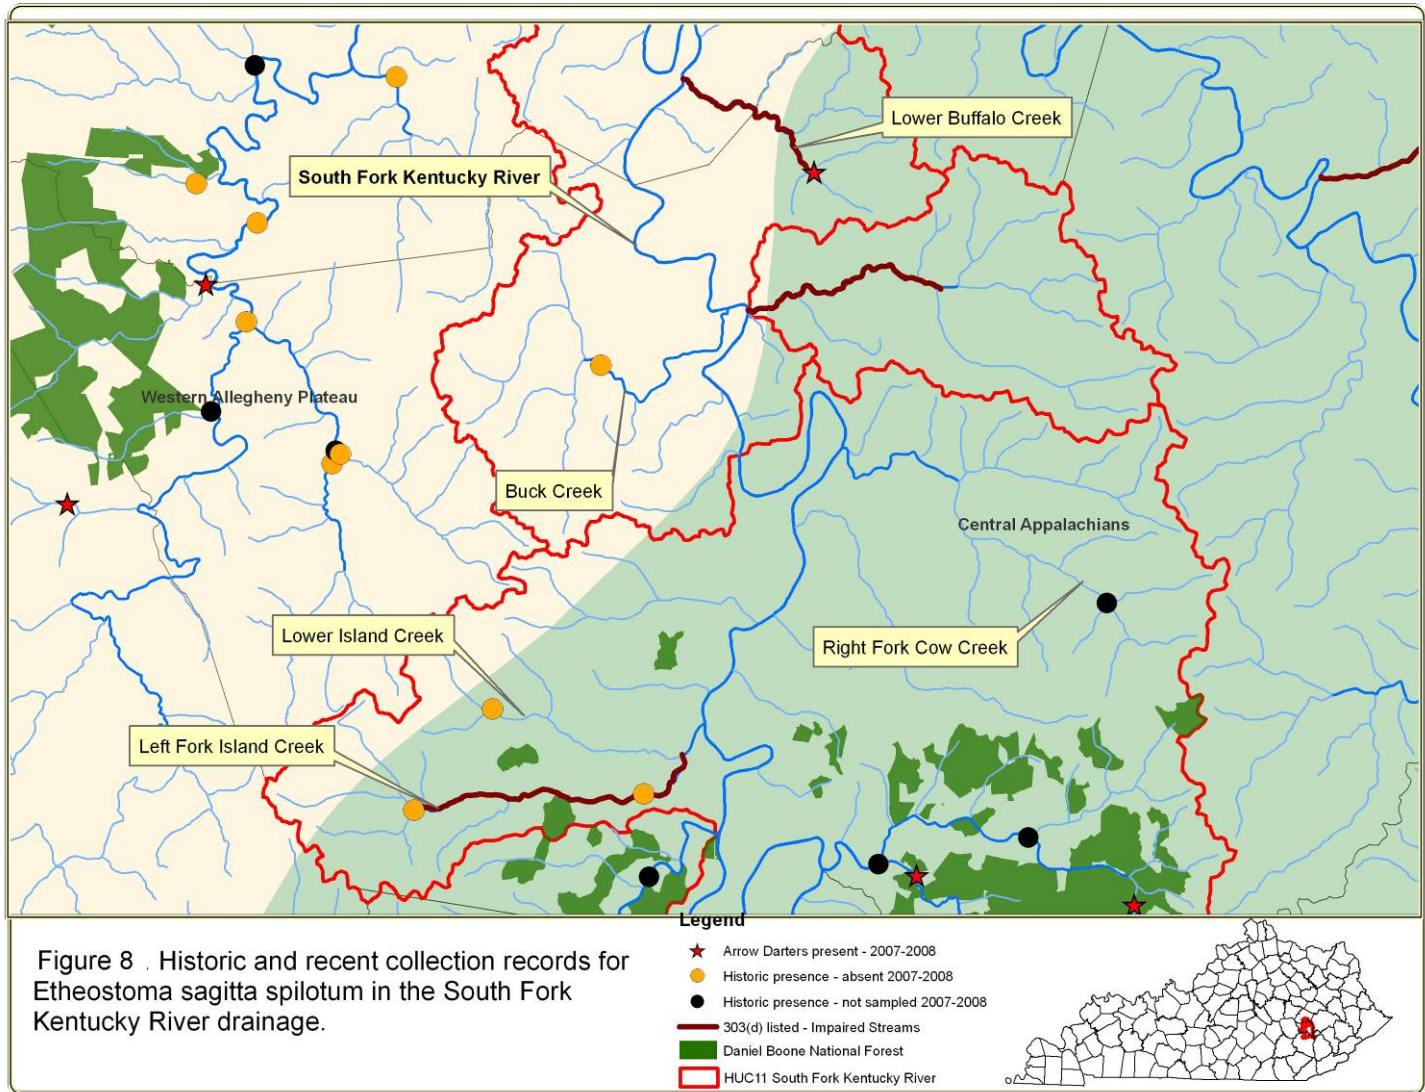 Lower Buffalo Creek
South Fork Kentucky River
Western Allegheny Plateau
Buck Creek
Central Appalachians
Lower Island Creek
Right Fork Cow Creek
Left Fork Island Creek
Figure 8 . Historic and recent collection records for
Etheostoma sagitta spilotum in the South Fork
Kentucky River drainage.
Legend
Arrow Darters present - 2007-2008
Historic presence - absent 2007-2008
Historic presence - not sampled 2007-2008
303(d) listed - Impaired Streams
Daniel Boone National Forest
HUC11 South Fork Kentucky River